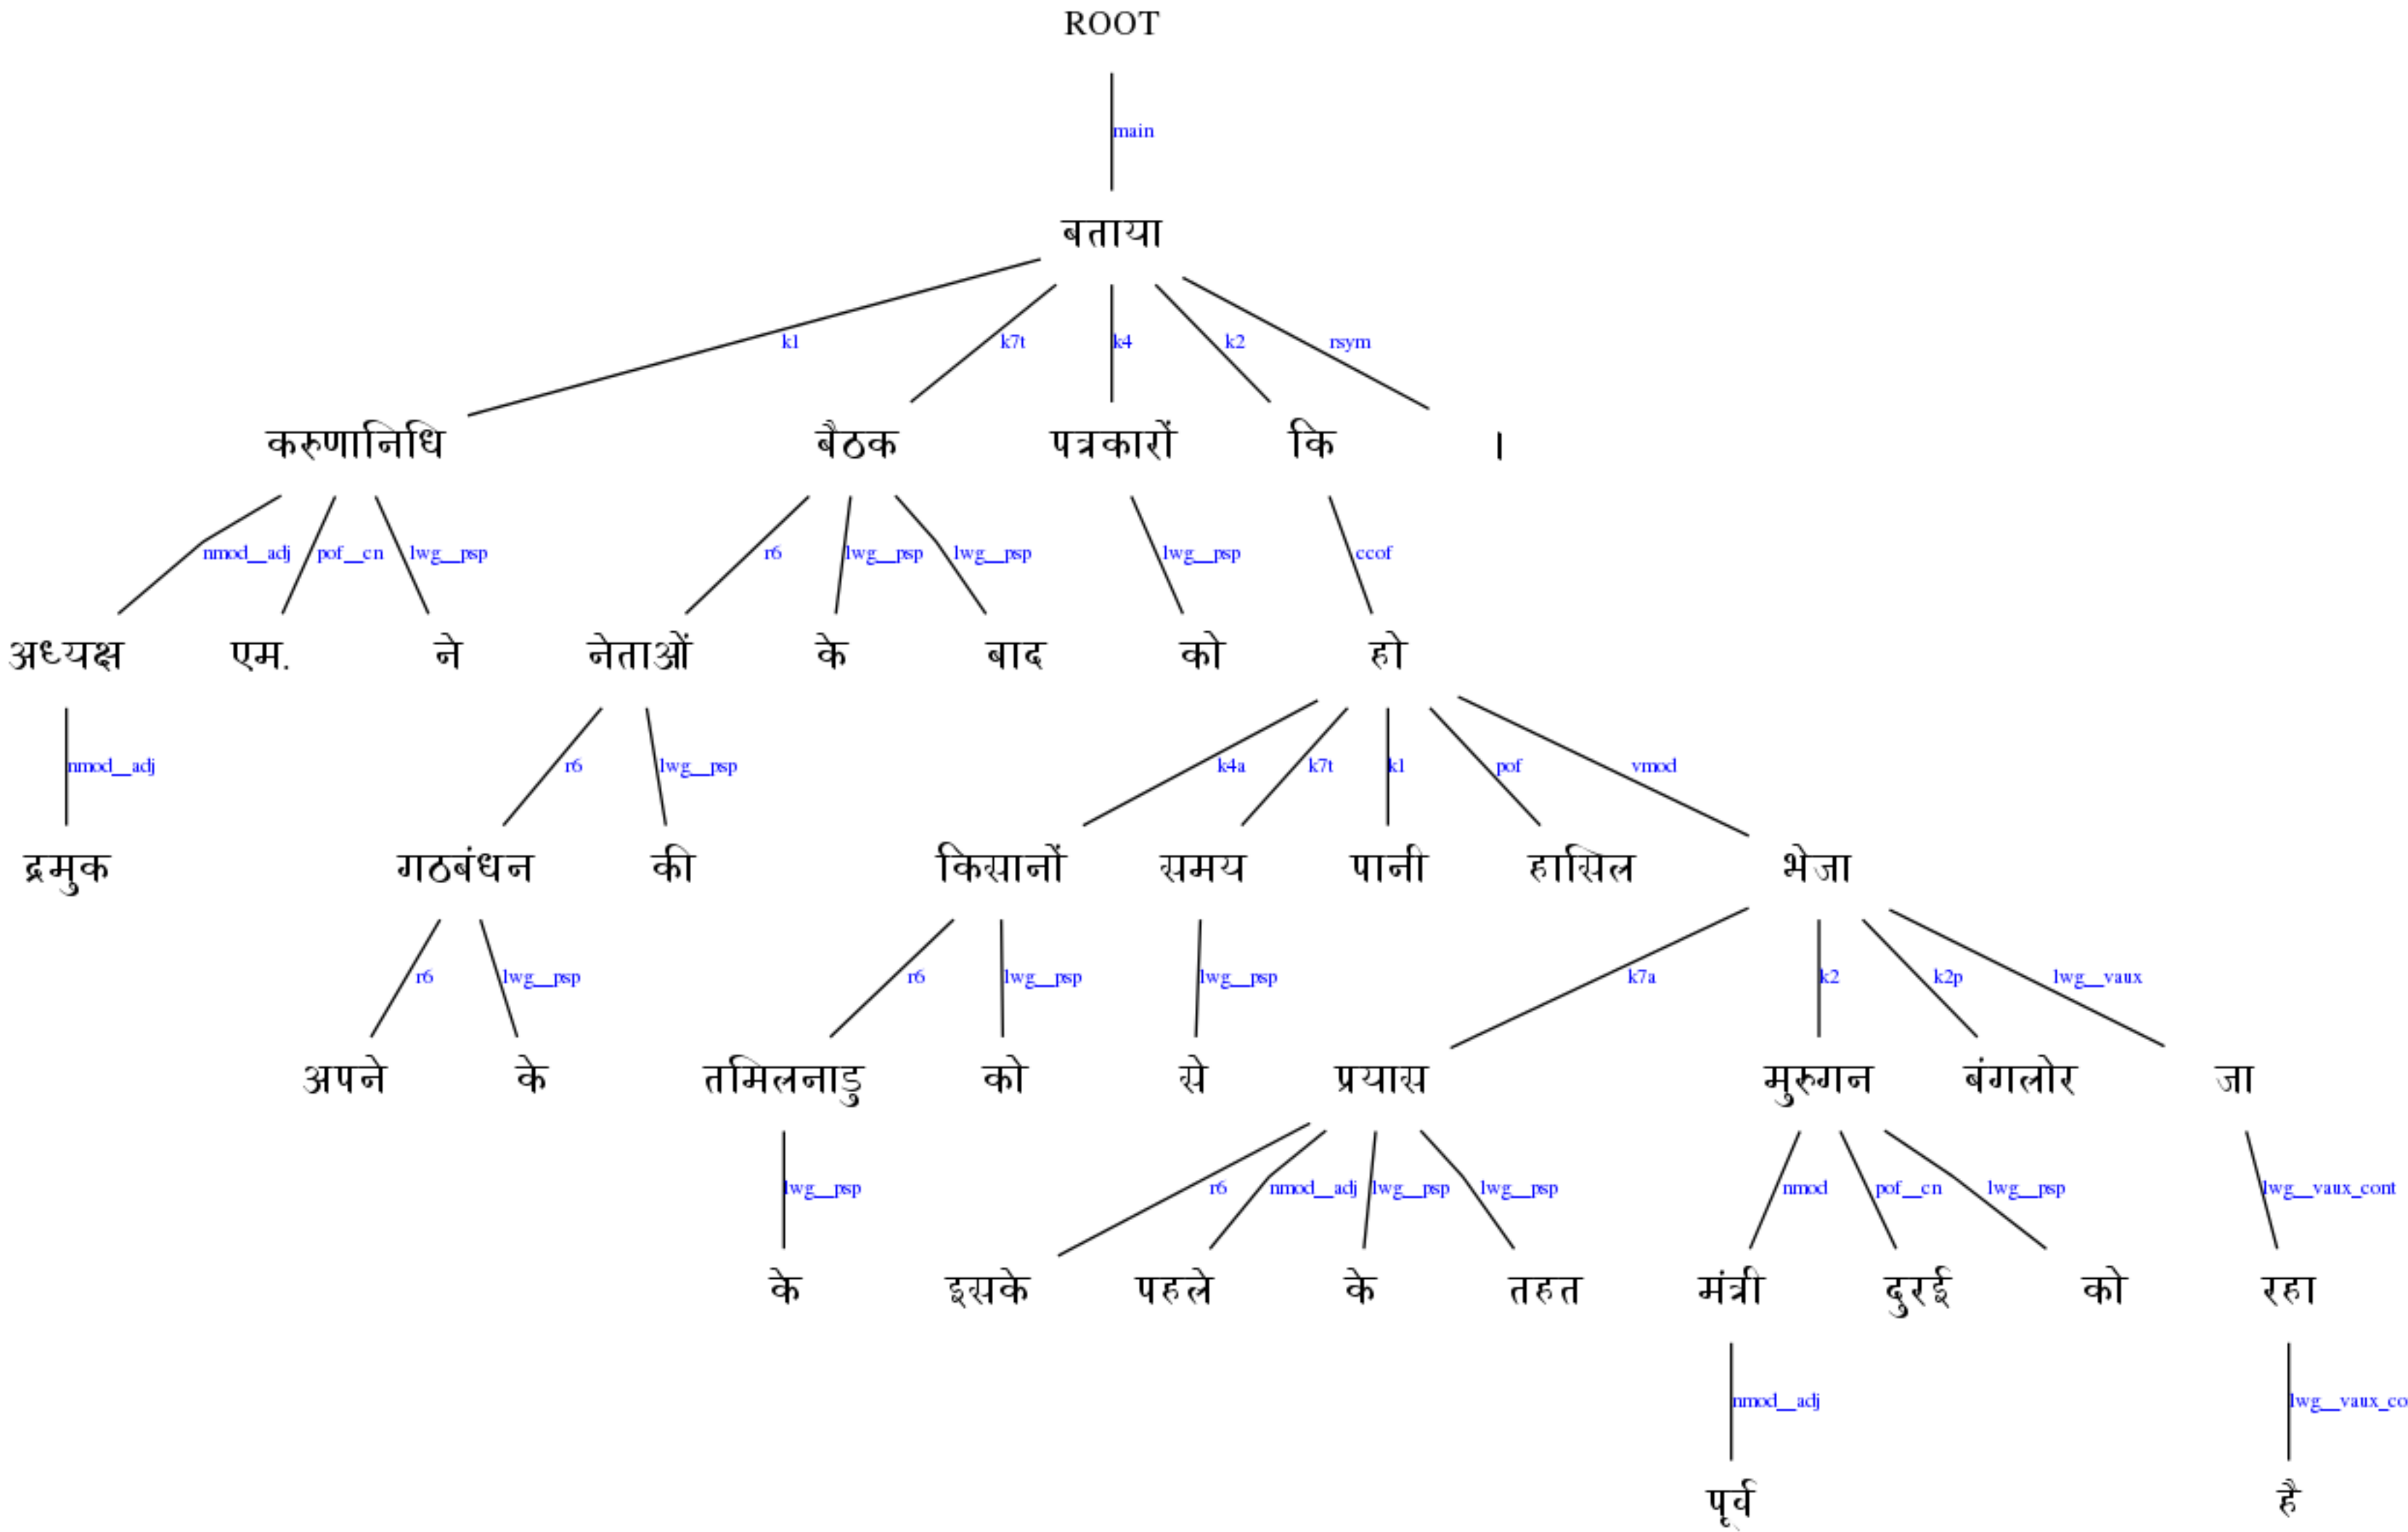 ROOT
main
बताया
k1 k7t k4 k2 rsym
करुणानिधि बैठक पत्रकारों कि ।
nmod__adj pof__cn lwg__psp r6 lwg__psp lwg__psp lwg__psp ccof
अध्यक्ष एम. ने नेताओं के बाद को हो
nmod__adj r6 lwg__psp k4a k7t k1 pof vmod
द्रमुक गठबंधन की किसानों समय पानी हासिल भेजा
r6 lwg__psp r6 lwg__psp lwg__psp k7a k2 k2p lwg__vaux
अपने के तमिलनाडु को से प्रयास मुरुगन बंगलोर जा
lwg__psp r6 nmod__adj lwg__psp lwg__psp nmod pof__cn lwg__psp lwg__vaux_cont
के इसके पहले के तहत मंत्री दुरई को रहा
nmod__adj lwg__vaux_co
पूर्व है